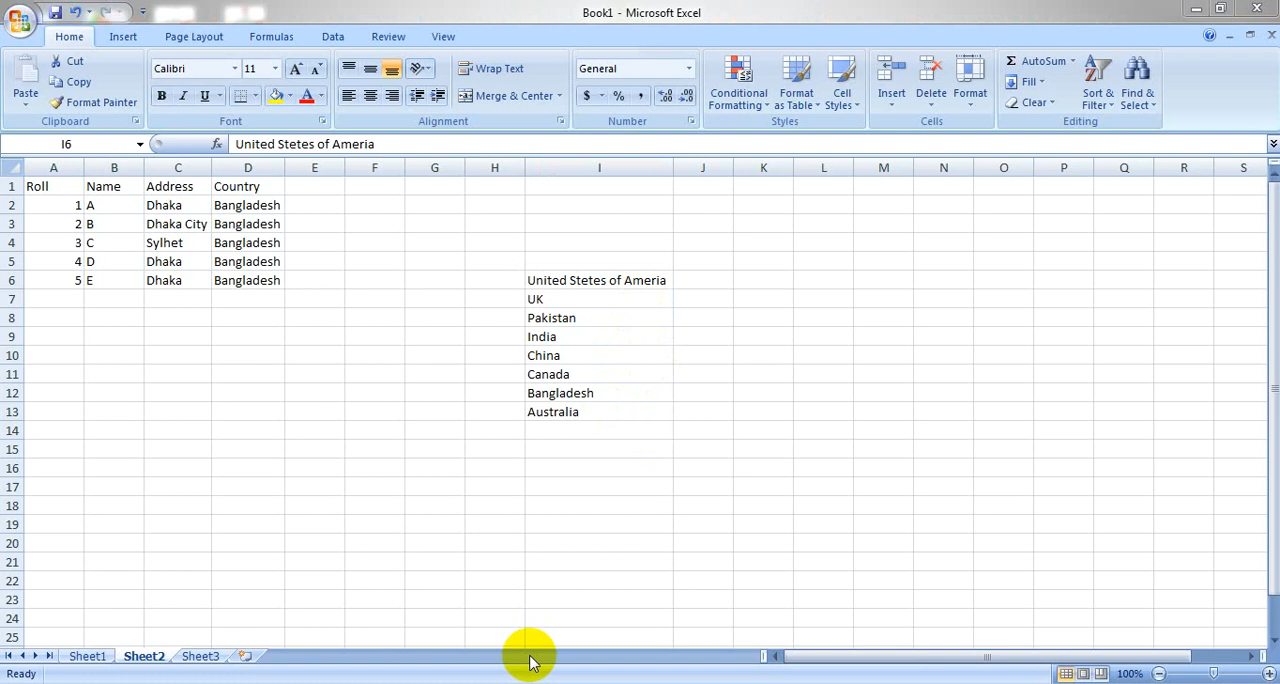 Book1 - Microsoft Excel
Home Insert Page Layout Formulas Data Review View
Paste
Cut
Copy
Format Painter
Clipboard
Calibri 11
B I U
Font
Wrap Text
Merge & Center
Alignment
General
$ % ,
Number
Conditional Formatting
Format as Table
Cell Styles
Styles
Insert Delete Format
Cells
Σ AutoSum
Fill
Clear
Sort & Filter
Find & Select
Editing
I6 fx United Stetes of Ameria
A B C D E F G H I J K L M N O P Q R S
1 Roll Name Address Country
2 1 A Dhaka Bangladesh
3 2 B Dhaka City Bangladesh
4 3 C Sylhet Bangladesh
5 4 D Dhaka Bangladesh
6 5 E Dhaka Bangladesh United Stetes of Ameria
7 UK
8 Pakistan
9 India
10 China
11 Canada
12 Bangladesh
13 Australia
14
15
16
17
18
19
20
21
22
23
24
25
Sheet1 Sheet2 Sheet3
Ready 100%